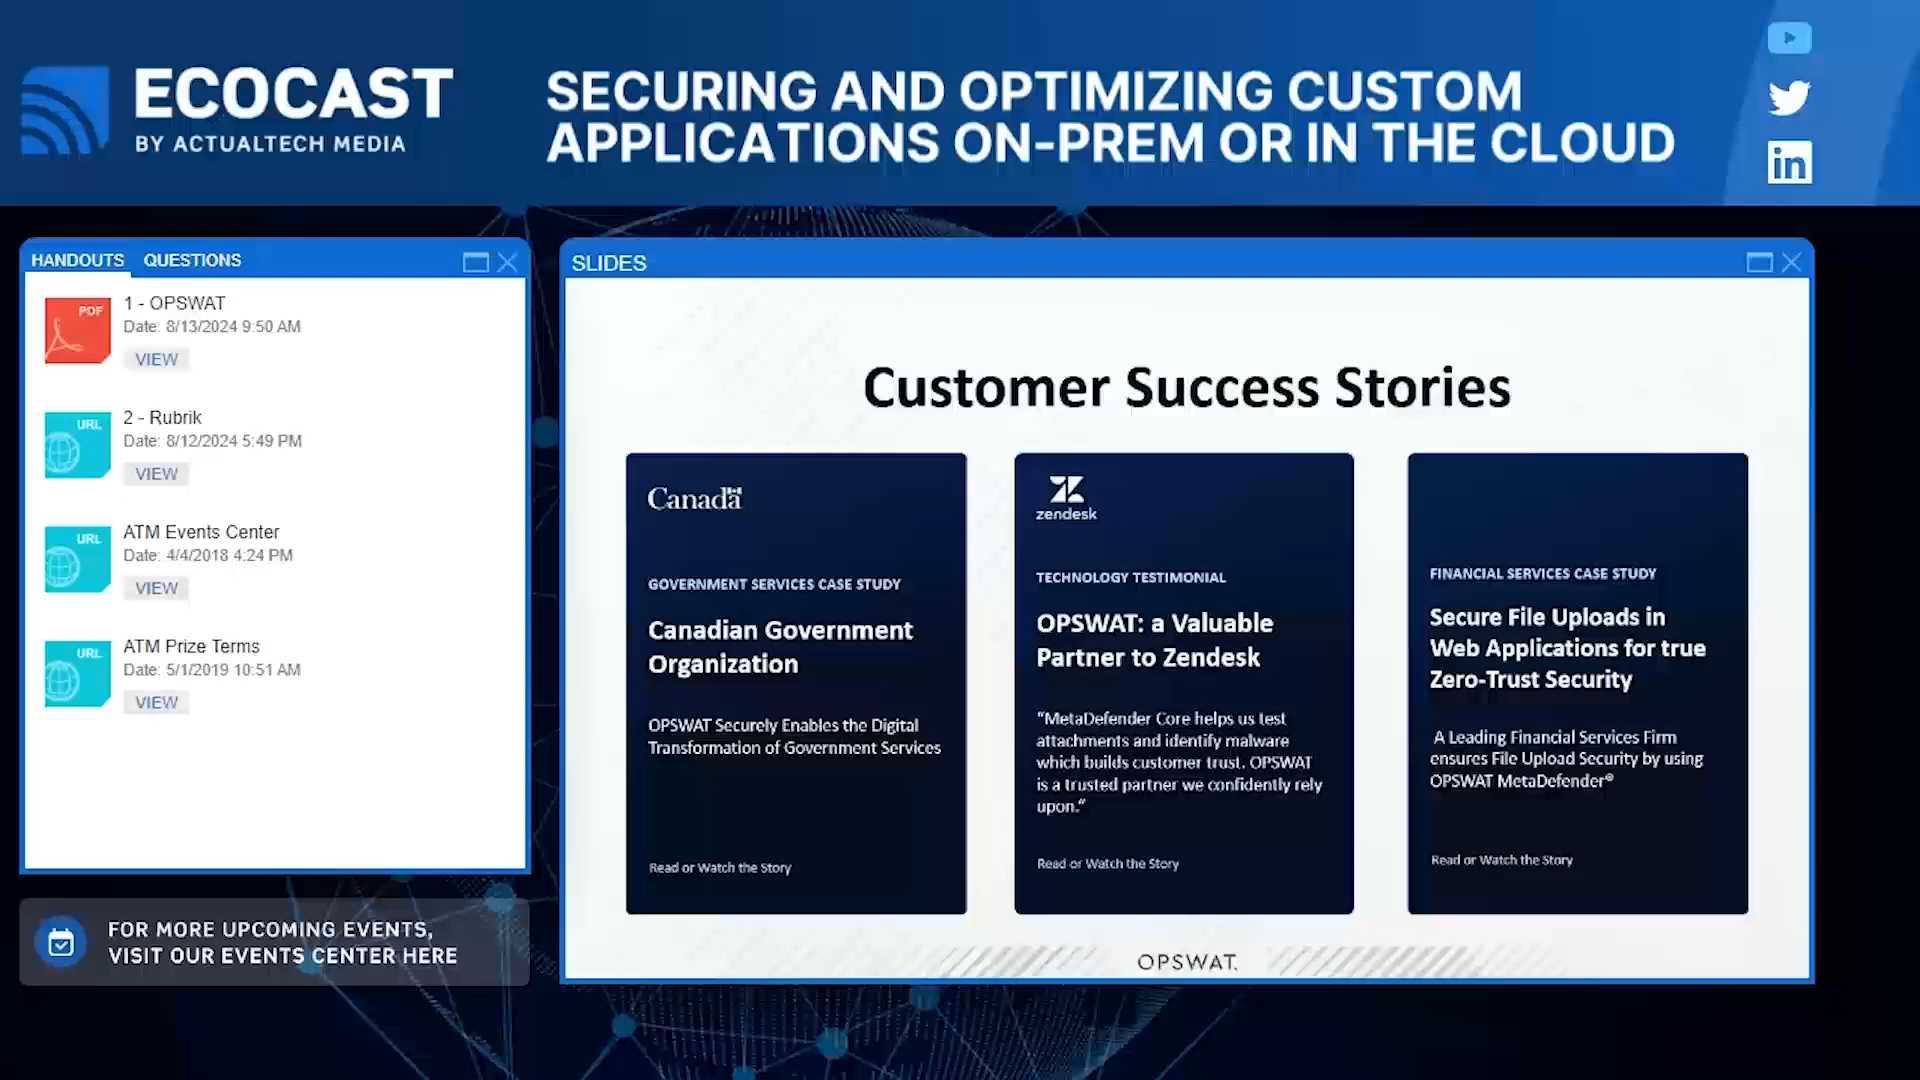 ECOCAST
BY ACTUALTECH MEDIA
SECURING AND OPTIMIZING CUSTOM
APPLICATIONS ON-PREM OR IN THE CLOUD
in
HANDOUTS QUESTIONS
PDF
1 - OPSWAT
Date: 8/13/2024 9:50 AM
VIEW
URL
2 - Rubrik
Date: 8/12/2024 5:49 PM
VIEW
URL
ATM Events Center
Date: 4/4/2018 4:24 PM
VIEW
URL
ATM Prize Terms
Date: 5/1/2019 10:51 AM
VIEW
FOR MORE UPCOMING EVENTS,
VISIT OUR EVENTS CENTER HERE
SLIDES
Customer Success Stories
Canada
GOVERNMENT SERVICES CASE STUDY
Canadian Government
Organization
OPSWAT Securely Enables the Digital
Transformation of Government Services
Read or Watch the Story
zendesk
TECHNOLOGY TESTIMONIAL
OPSWAT: a Valuable
Partner to Zendesk
“MetaDefender Core helps us test
attachments and identify malware
which builds customer trust. OPSWAT
is a trusted partner we confidently rely
upon.“
Read or Watch the Story
FINANCIAL SERVICES CASE STUDY
Secure File Uploads in
Web Applications for true
Zero-Trust Security
A Leading Financial Services Firm
ensures File Upload Security by using
OPSWAT MetaDefender®
Read or Watch the Story
OPSWAT.